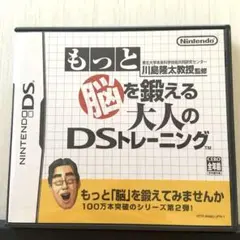 Nintendo
もっと
東北大学未来科学技術共同研究センター
川島隆太教授監修
脳を鍛える
大人の
DSトレーニング
NINTENDO DS
もっと「脳」を鍛えてみませんか
100万本突破のシリーズ第2弾!
CERO
全年齢